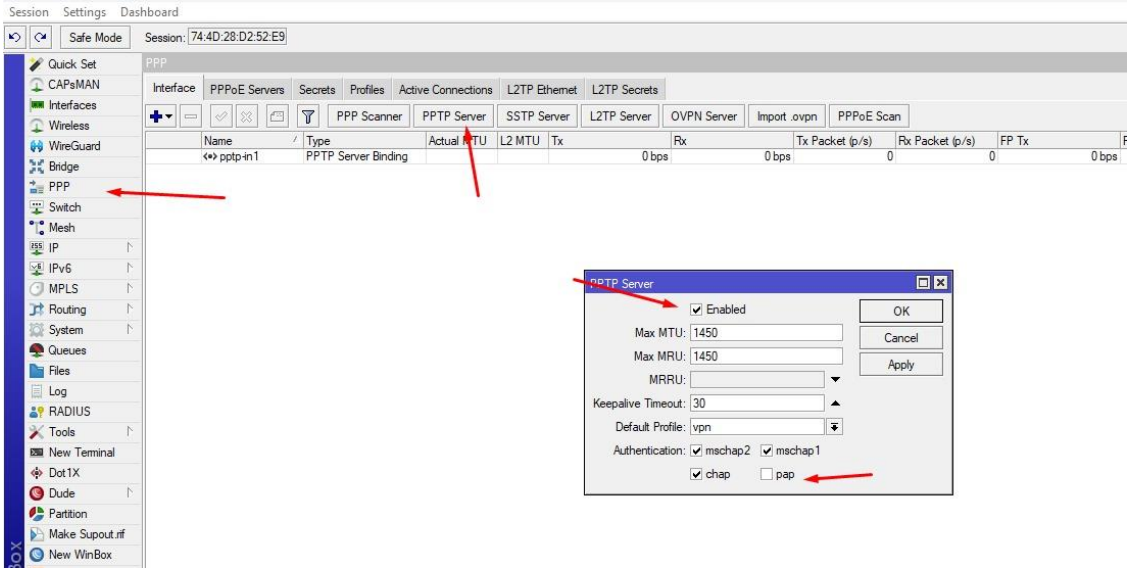 Session Settings Dashboard
Safe Mode Session: 74:4D:28:D2:52:E9
Quick Set
CAPsMAN
Interfaces
Wireless
WireGuard
Bridge
PPP
Switch
Mesh
IP
IPv6
MPLS
Routing
System
Queues
Files
Log
RADIUS
Tools
New Terminal
Dot1X
Dude
Partition
Make Supout.rif
New WinBox
PPP
Interface PPPoE Servers Secrets Profiles Active Connections L2TP Ethernet L2TP Secrets
PPP Scanner PPTP Server SSTP Server L2TP Server OVPN Server Import .ovpn PPPoE Scan
Name / Type Actual MTU L2 MTU Tx Rx Tx Packet (p/s) Rx Packet (p/s) FP Tx F
<•> pptp-in1 PPTP Server Binding 0 bps 0 bps 0 0 0 bps
PPTP Server
Enabled
Max MTU: 1450
Max MRU: 1450
MRRU:
Keepalive Timeout: 30
Default Profile: vpn
Authentication: mschap2 mschap1
chap pap
OK
Cancel
Apply
Box